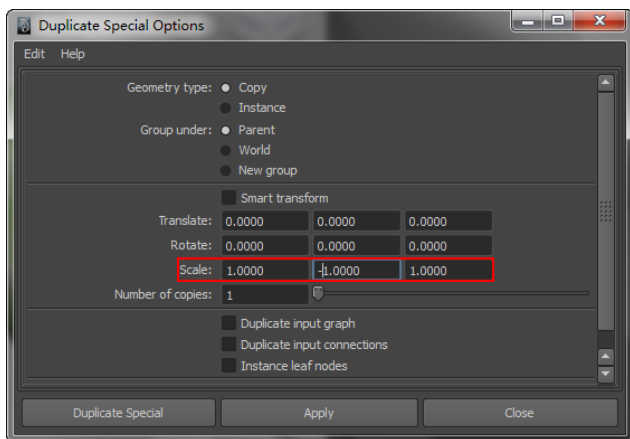 Duplicate Special Options
Edit Help
Geometry type: Copy
Instance
Group under: Parent
World
New group
Smart transform
Translate: 0.0000 0.0000 0.0000
Rotate: 0.0000 0.0000 0.0000
Scale: 1.0000 -1.0000 1.0000
Number of copies: 1
Duplicate input graph
Duplicate input connections
Instance leaf nodes
Duplicate Special Apply Close